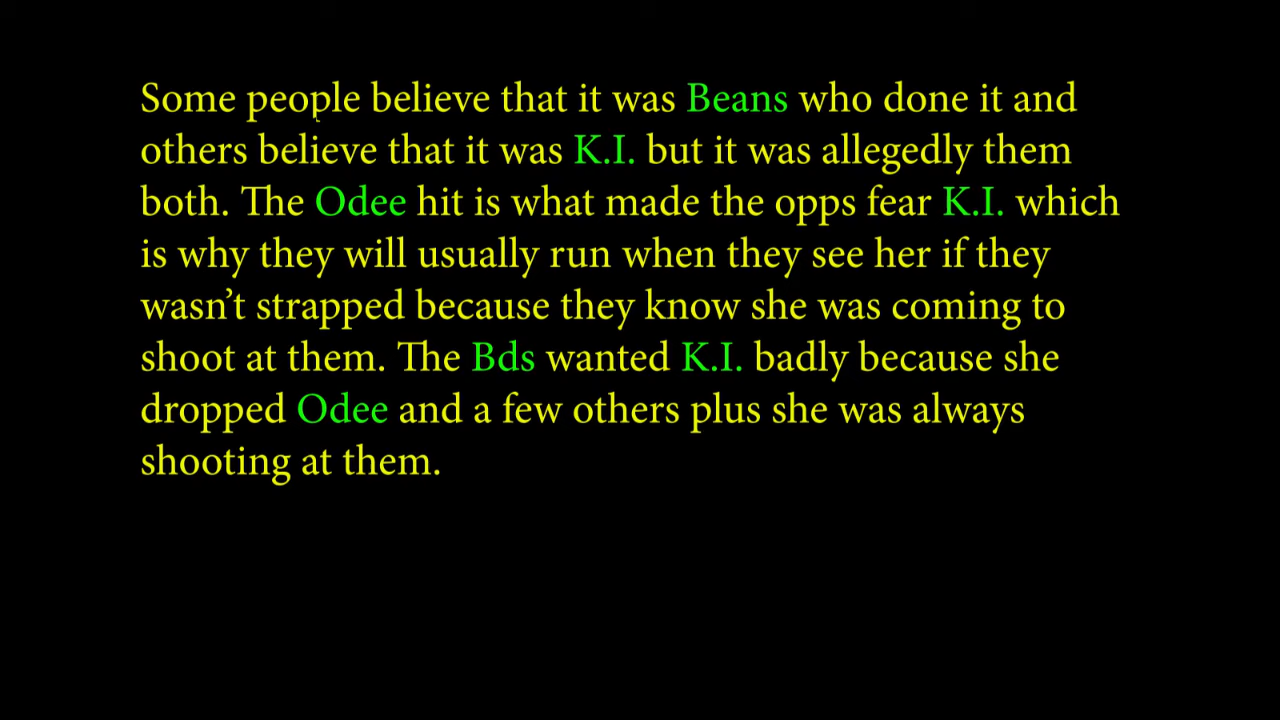 Some people believe that it was Beans who done it and
others believe that it was K.I. but it was allegedly them
both. The Odee hit is what made the opps fear K.I. which
is why they will usually run when they see her if they
wasn’t strapped because they know she was coming to
shoot at them. The Bds wanted K.I. badly because she
dropped Odee and a few others plus she was always
shooting at them.